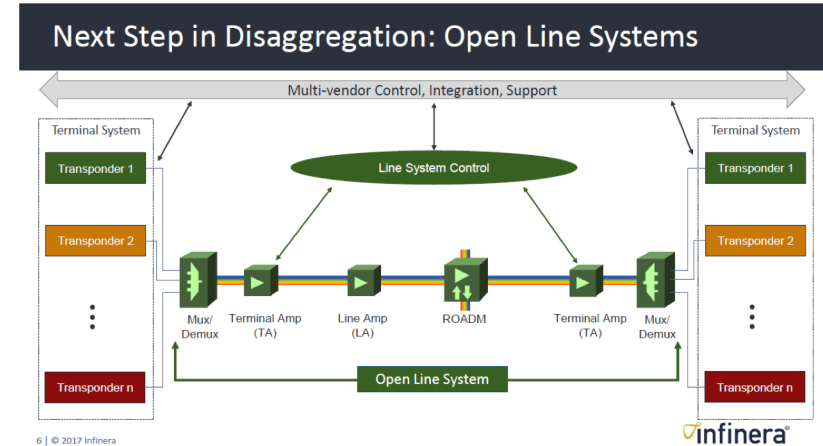 Next Step in Disaggregation: Open Line Systems
Multi-vendor Control, Integration, Support
Terminal System
Transponder 1
Transponder 2
Transponder n
Line System Control
Terminal System
Transponder 1
Transponder 2
Transponder n
Mux/
Demux
Terminal Amp
(TA)
Line Amp
(LA)
ROADM
Terminal Amp
(TA)
Mux/
Demux
Open Line System
6 | © 2017 Infinera
infinera®